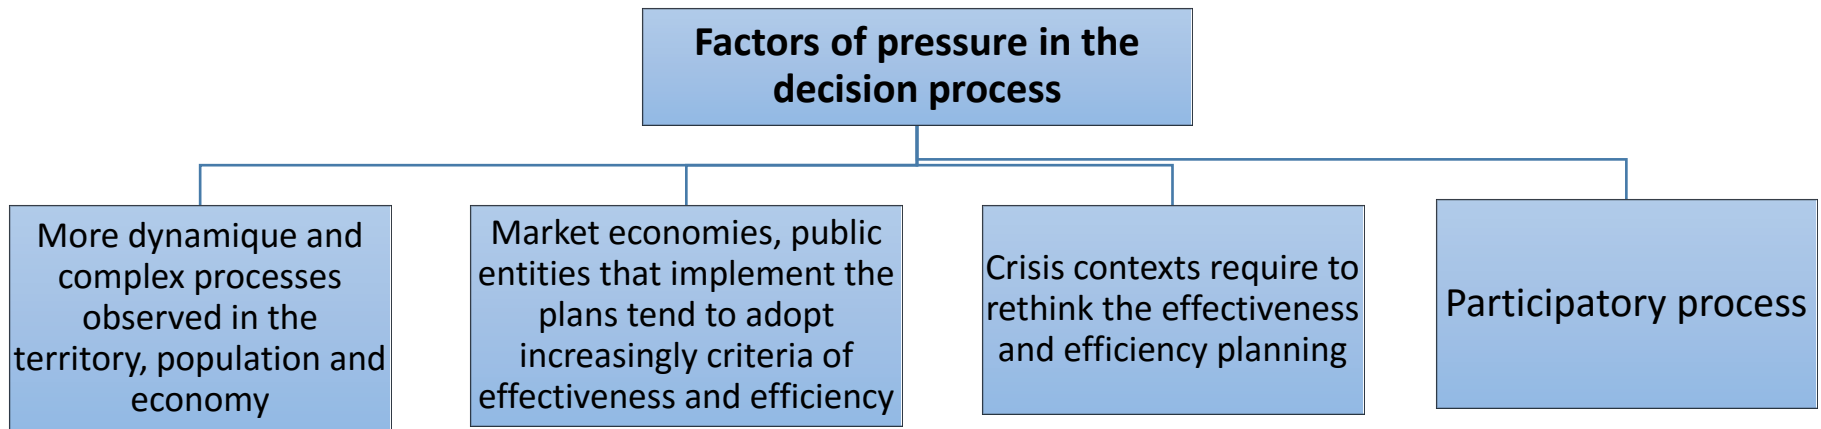 Factors of pressure in the
decision process
More dynamique and
complex processes
observed in the
territory, population and
economy
Market economies, public
entities that implement the
plans tend to adopt
increasingly criteria of
effectiveness and efficiency
Crisis contexts require to
rethink the effectiveness
and efficiency planning
Participatory process